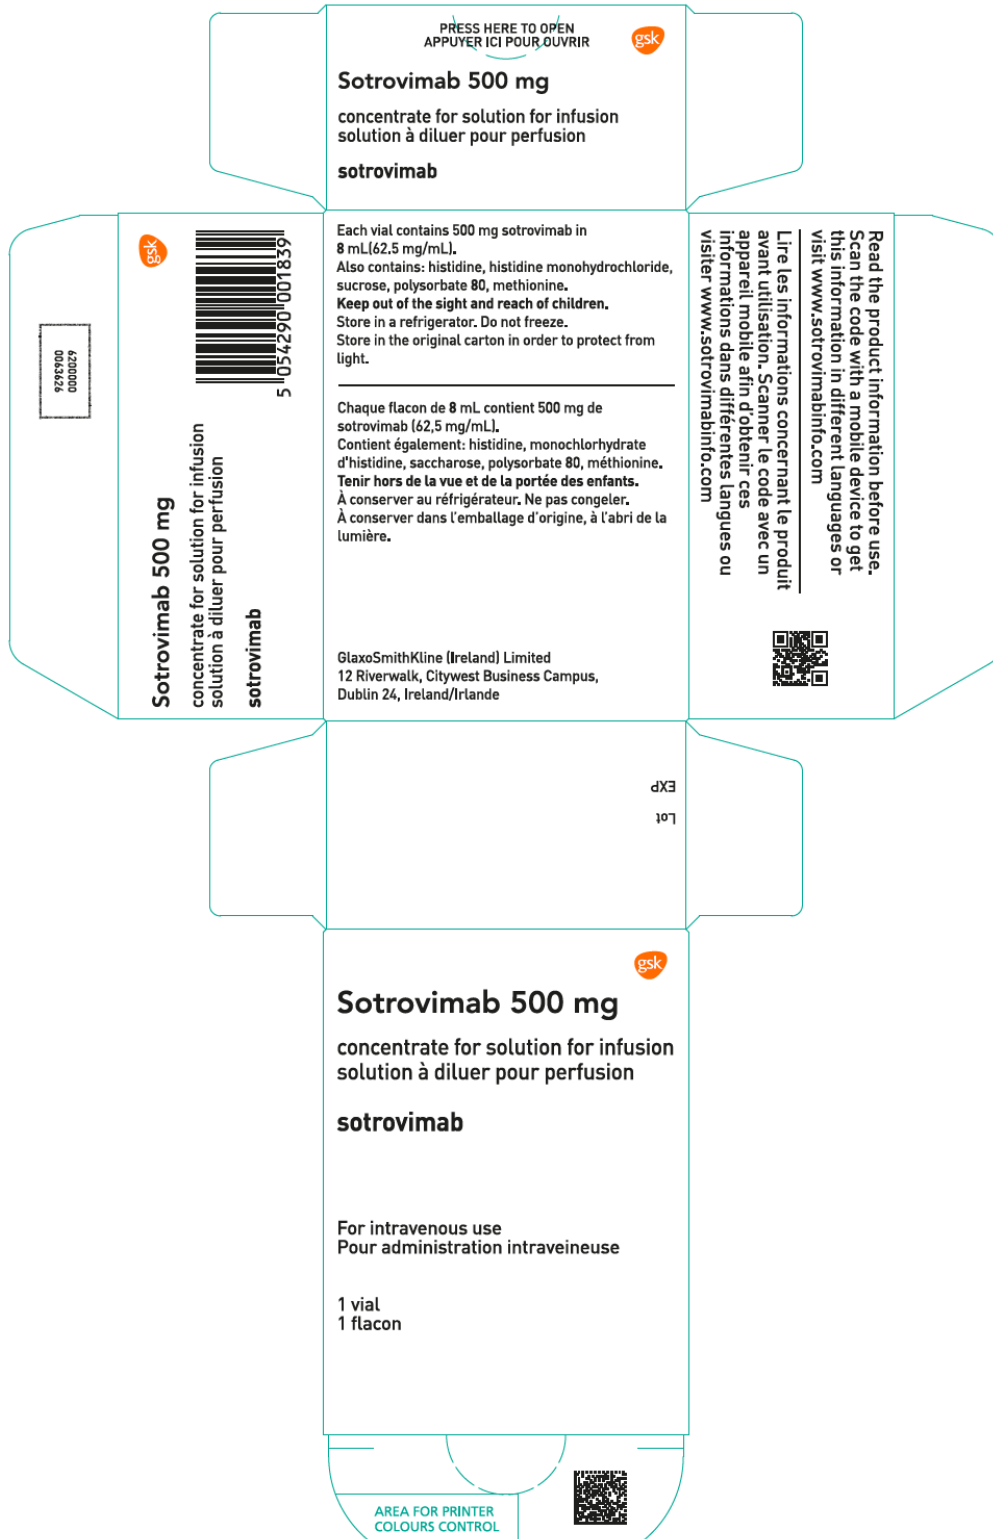 PRESS HERE TO OPEN
APPUYER ICI POUR OUVRIR
gsk
Sotrovimab 500 mg
concentrate for solution for infusion
solution à diluer pour perfusion
sotrovimab
gsk
5 054290 001839
Sotrovimab 500 mg
concentrate for solution for infusion
solution à diluer pour perfusion
sotrovimab
6200000
0063626
Each vial contains 500 mg sotrovimab in
8 mL(62.5 mg/mL).
Also contains: histidine, histidine monohydrochloride,
sucrose, polysorbate 80, methionine.
Keep out of the sight and reach of children.
Store in a refrigerator. Do not freeze.
Store in the original carton in order to protect from
light.
Chaque flacon de 8 mL contient 500 mg de
sotrovimab (62,5 mg/mL).
Contient également: histidine, monochlorhydrate
d'histidine, saccharose, polysorbate 80, méthionine.
Tenir hors de la vue et de la portée des enfants.
À conserver au réfrigérateur. Ne pas congeler.
À conserver dans l'emballage d'origine, à l'abri de la
lumière.
GlaxoSmithKline (Ireland) Limited
12 Riverwalk, Citywest Business Campus,
Dublin 24, Ireland/Irlande
Read the product information before use.
Scan the code with a mobile device to get
this information in different languages or
visit www.sotrovimabinfo.com
Lire les informations concernant le produit
avant utilisation. Scanner le code avec un
appareil mobile afin d'obtenir ces
informations dans différentes langues ou
visiter www.sotrovimabinfo.com
Lot
EXP
gsk
Sotrovimab 500 mg
concentrate for solution for infusion
solution à diluer pour perfusion
sotrovimab
For intravenous use
Pour administration intraveineuse
1 vial
1 flacon
AREA FOR PRINTER
COLOURS CONTROL